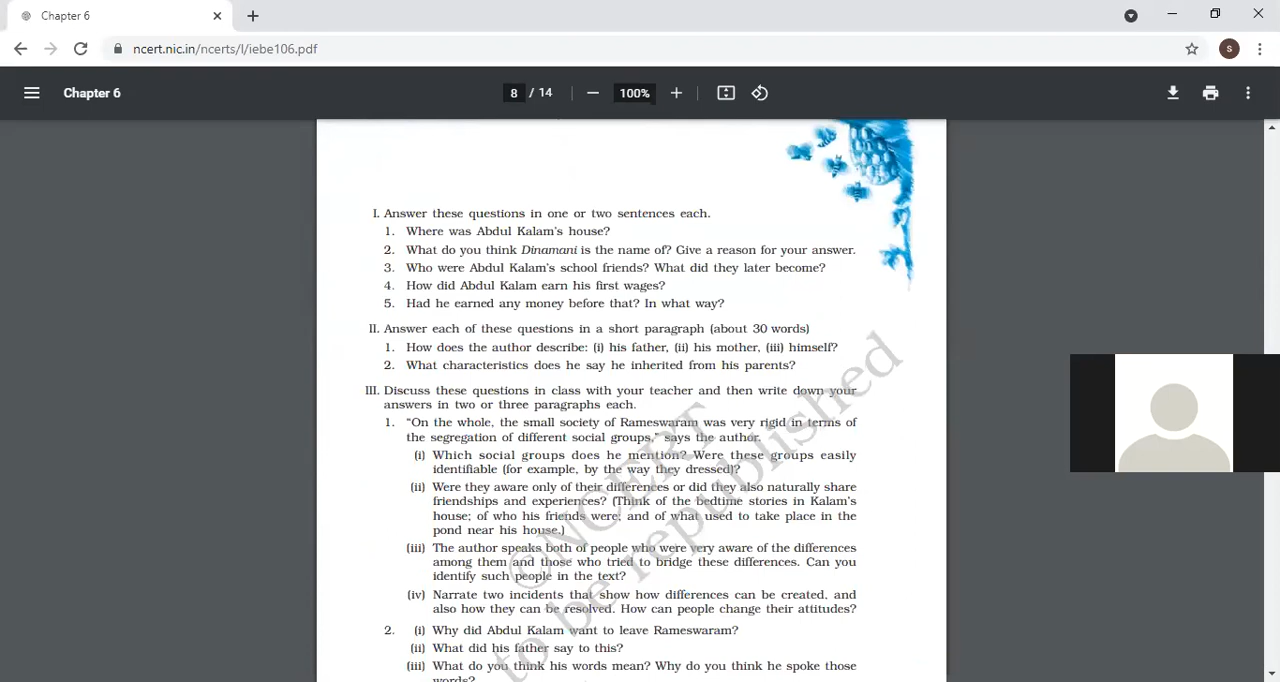 Chapter 6
ncert.nic.in/ncerts/l/iebe106.pdf
S
Chapter 6
8 / 14
100%
I. Answer these questions in one or two sentences each.
1. Where was Abdul Kalam's house?
2. What do you think Dinamani is the name of? Give a reason for your answer.
3. Who were Abdul Kalam's school friends? What did they later become?
4. How did Abdul Kalam earn his first wages?
5. Had he earned any money before that? In what way?
II. Answer each of these questions in a short paragraph (about 30 words)
1. How does the author describe: (i) his father, (ii) his mother, (iii) himself?
2. What characteristics does he say he inherited from his parents?
III. Discuss these questions in class with your teacher and then write down your
answers in two or three paragraphs each.
1. “On the whole, the small society of Rameswaram was very rigid in terms of
the segregation of different social groups,” says the author.
(i) Which social groups does he mention? Were these groups easily
identifiable (for example, by the way they dressed)?
(ii) Were they aware only of their differences or did they also naturally share
friendships and experiences? (Think of the bedtime stories in Kalam's
house; of who his friends were; and of what used to take place in the
pond near his house.)
(iii) The author speaks both of people who were very aware of the differences
among them and those who tried to bridge these differences. Can you
identify such people in the text?
(iv) Narrate two incidents that show how differences can be created, and
also how they can be resolved. How can people change their attitudes?
2. (i) Why did Abdul Kalam want to leave Rameswaram?
(ii) What did his father say to this?
(iii) What do you think his words mean? Why do you think he spoke those
words?
©NCERT
to be republished